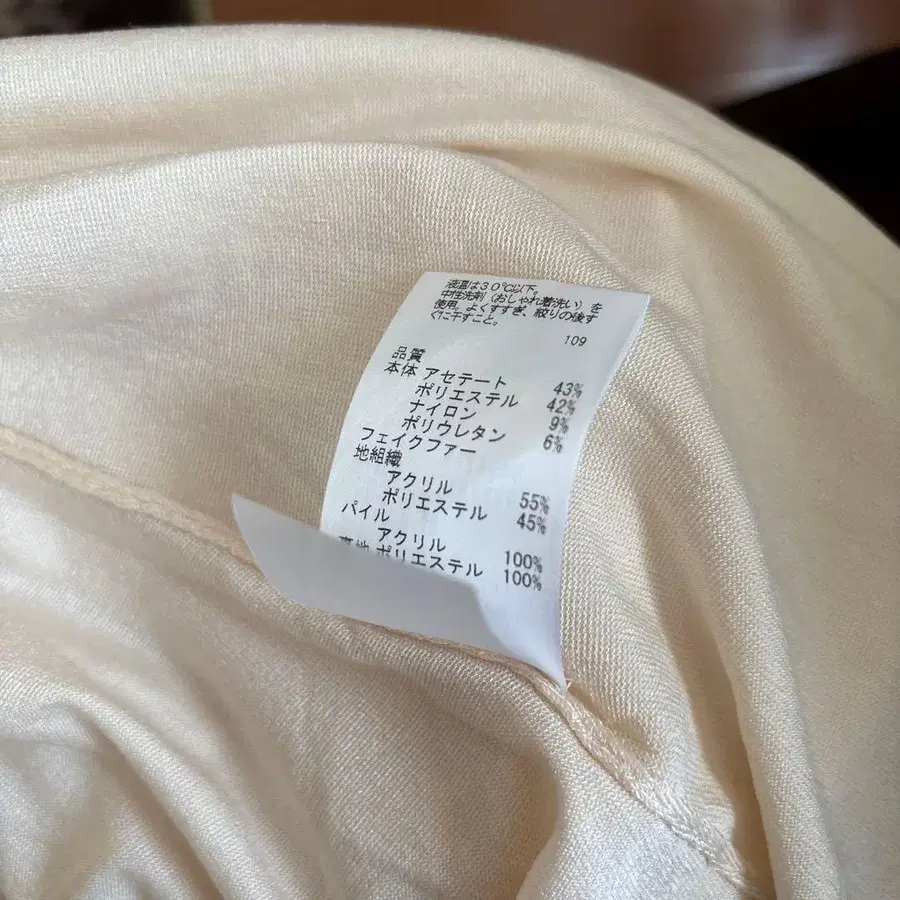 液温は30℃以下。
中性洗剤（おしゃれ着洗い）を
使用。よくすすぎ、絞りの後す
ぐに干すこと。
109
品質
本体 アセテート 43%
ポリエステル 42%
ナイロン 9%
ポリウレタン 6%
フェイクファー
地組織
アクリル 55%
ポリエステル 45%
パイル
アクリル 100%
裏地 ポリエステル 100%